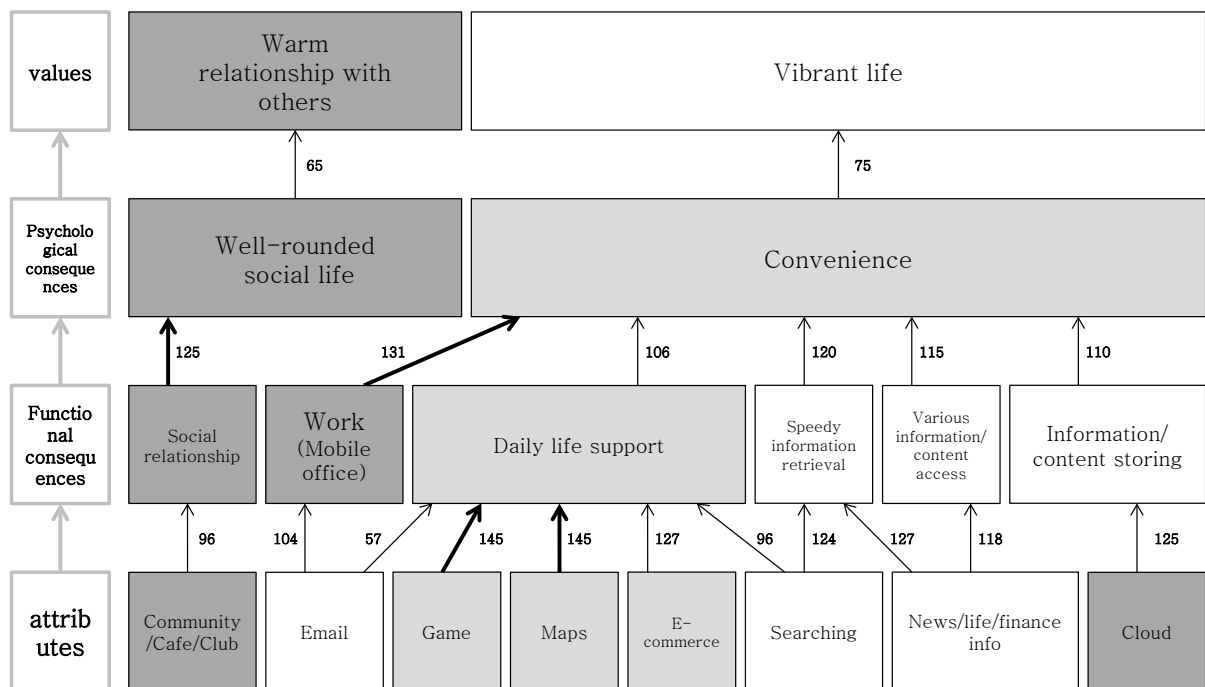 values
Warm
relationship with
others
Vibrant life
65
75
Psycholo
gical
conseque
nces
Well-rounded
social life
Convenience
125
131
106
120
115
110
Functio
nal
consequ
ences
Social
relationship
Work
(Mobile
office)
Daily life support
Speedy
information
retrieval
Various
information/
content
access
Information/
content storing
96
104
57
145
145
127
96
124
127
118
125
attrib
utes
Community
/Cafe/Club
Email
Game
Maps
E-
commerce
Searching
News/life/finance
info
Cloud